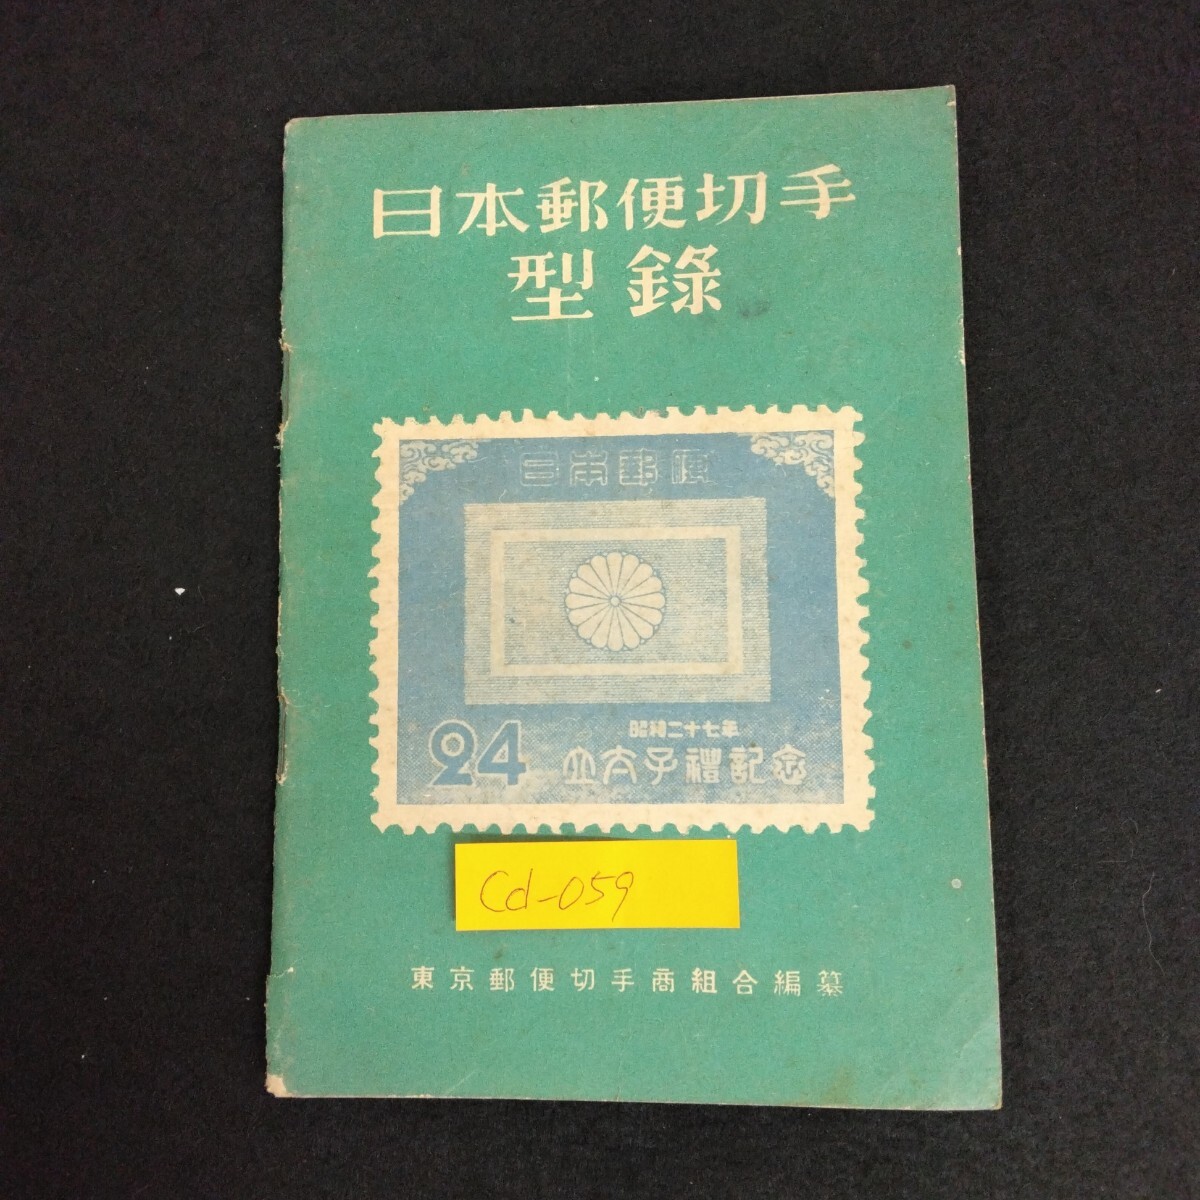 日本郵便切手
型錄
日本郵便
昭和二十七年
24 立太子禮記念
Cd-059
東京郵便切手商組合編纂